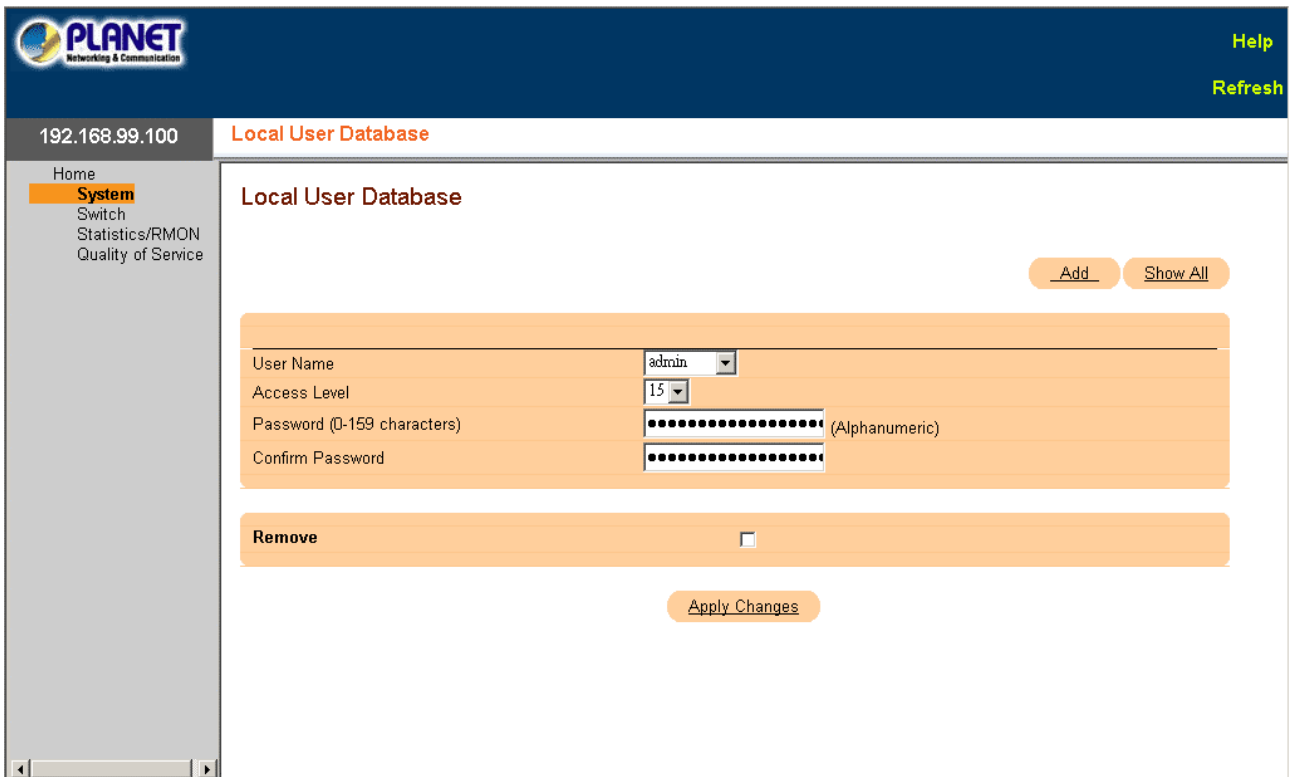 PLANET
Networking & Communication
Help
Refresh
192.168.99.100
Local User Database
Home
System
Switch
Statistics/RMON
Quality of Service
Local User Database
Add
Show All
User Name
admin
Access Level
15
Password (0-159 characters)
(Alphanumeric)
Confirm Password
Remove
Apply Changes